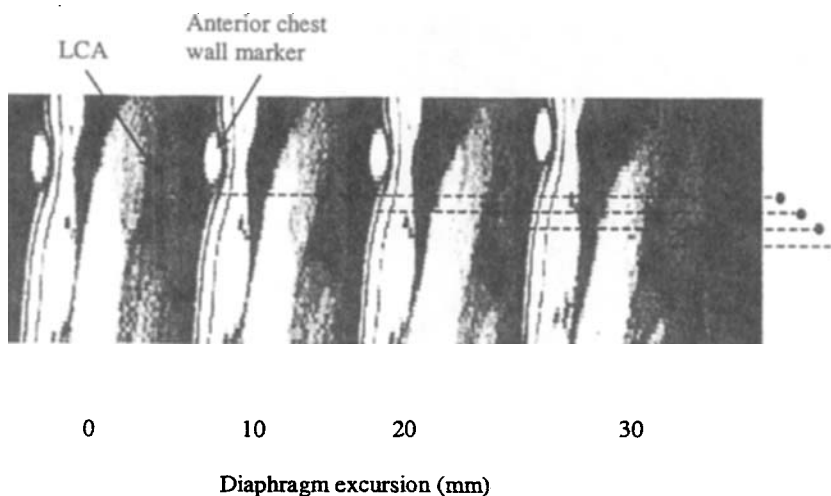 Anterior chest
wall marker
LCA
0 10 20 30
Diaphragm excursion (mm)